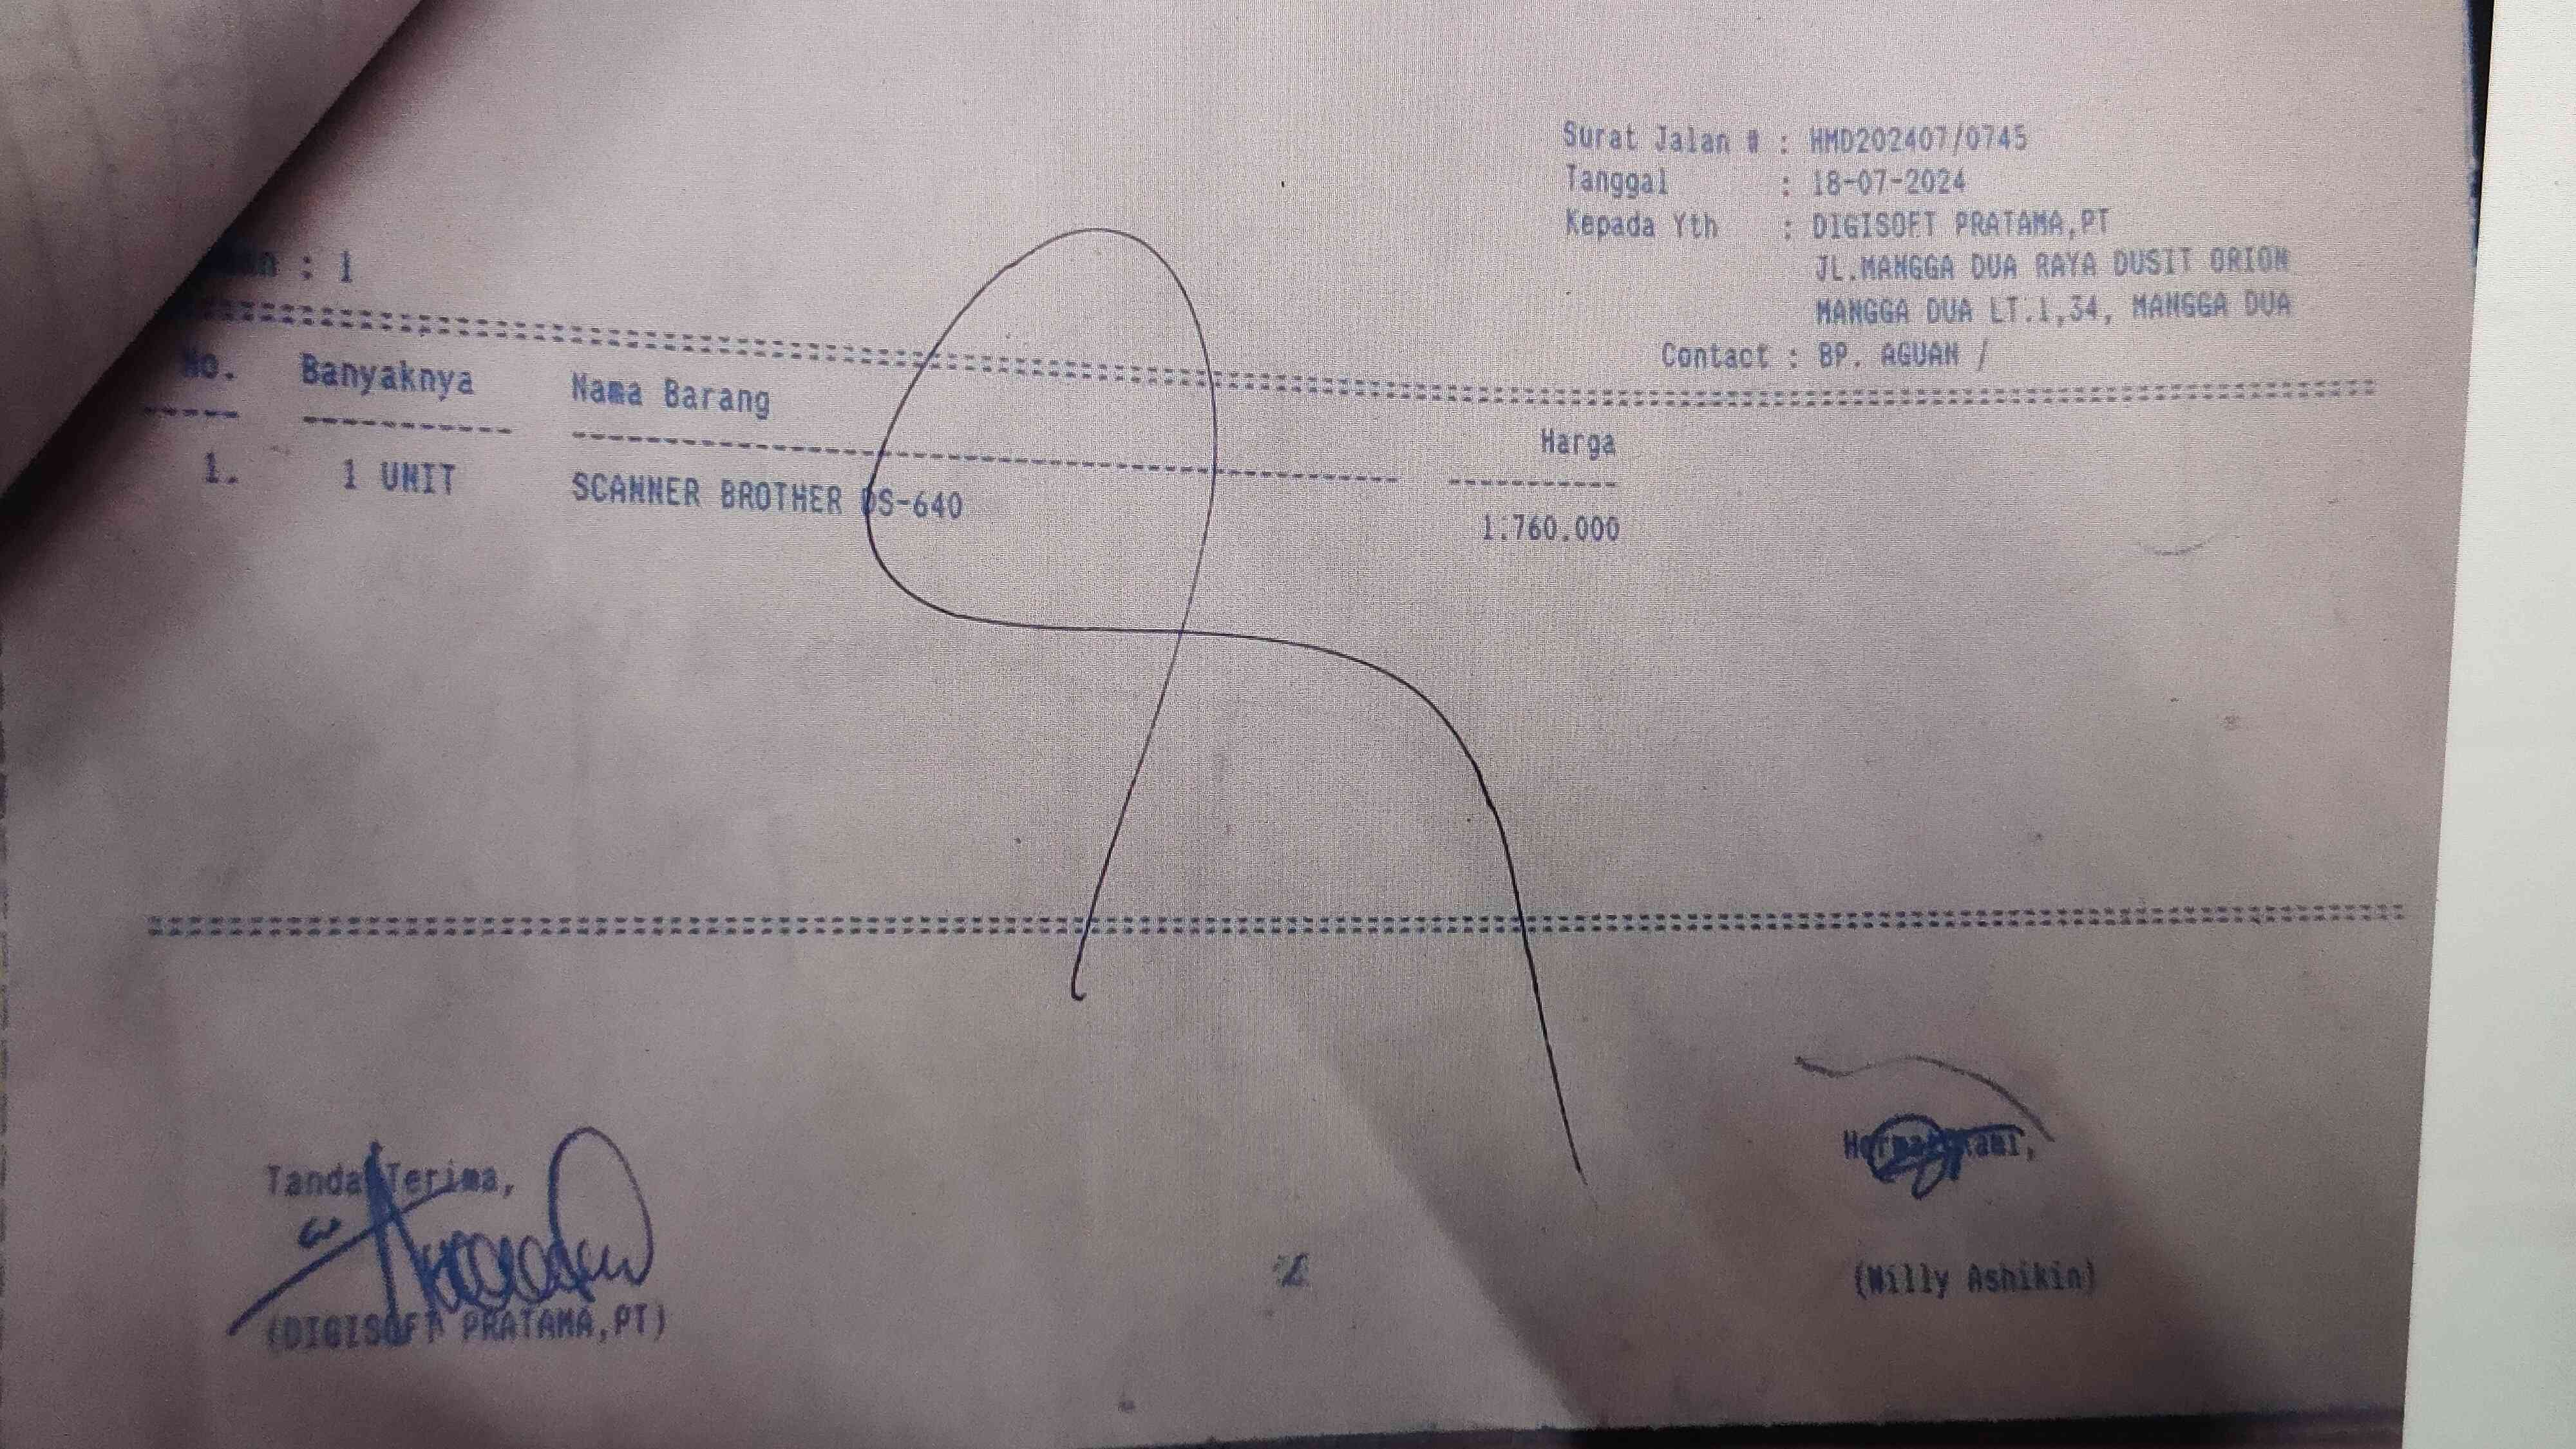 Surat Jalan # : HMD202407/0745
Tanggal : 18-07-2024
Kepada Yth : DIGISOFT PRATAMA,PT
JL.MANGGA DUA RAYA DUSIT ORION
MANGGA DUA LT.1,34, MANGGA DUA
Contact : BP. AGUAN /
: 1
No. Banyaknya Nama Barang Harga
1. 1 UNIT SCANNER BROTHER DS-640 1.760.000
Tanda Terima,
Hormat Kami,
(DIGISOFT PRATAMA,PT)
(Willy Ashikin)